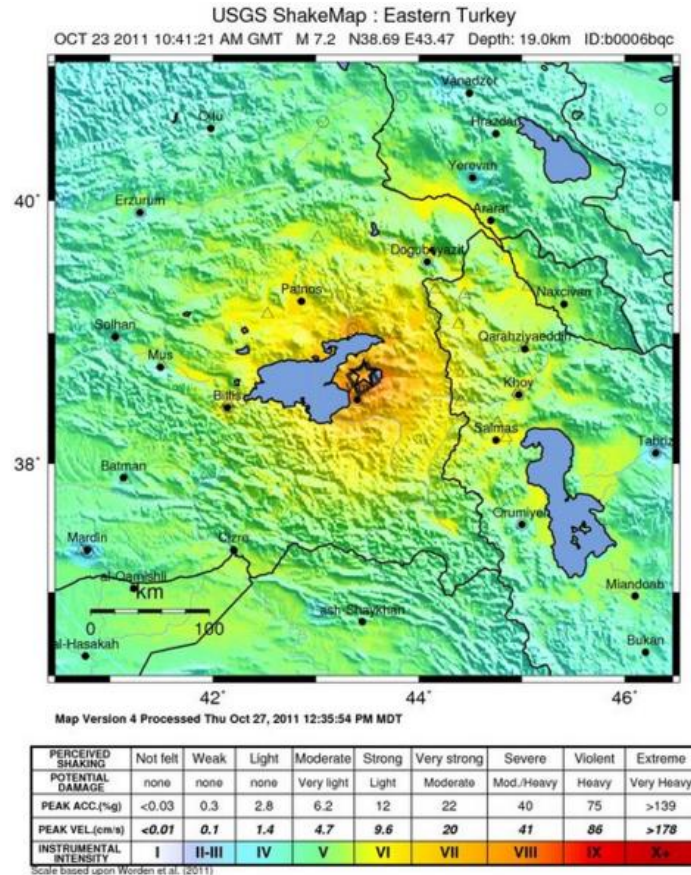 USGS ShakeMap : Eastern Turkey
OCT 23 2011 10:41:21 AM GMT M 7.2 N38.69 E43.47 Depth: 19.0km ID:b0006bqc
Vanadzor
Oltu
Hrazdan
Yerevan
40°
Erzurum
Ararat
Dogubayazit
Patnos
Naxçivan
Solhan
Qarahziyaeddin
Mus
Khoy
Bitlis
Salmas
38°
Tabriz
Batman
Orumiyeh
Mardin
Cizre
al-Qamishli
km
Miandoab
0 100
ash-Shaykhan
al-Hasakah
Bukan
42° 44° 46°
Map Version 4 Processed Thu Oct 27, 2011 12:35:54 PM MDT
PERCEIVED SHAKING Not felt Weak Light Moderate Strong Very strong Severe Violent Extreme
POTENTIAL DAMAGE none none none Very light Light Moderate Mod./Heavy Heavy Very Heavy
PEAK ACC.(%g) <0.03 0.3 2.8 6.2 12 22 40 75 >139
PEAK VEL.(cm/s) <0.01 0.1 1.4 4.7 9.6 20 41 86 >178
INSTRUMENTAL INTENSITY I II-III IV V VI VII VIII IX X+
Scale based upon Worden et al. (2011)